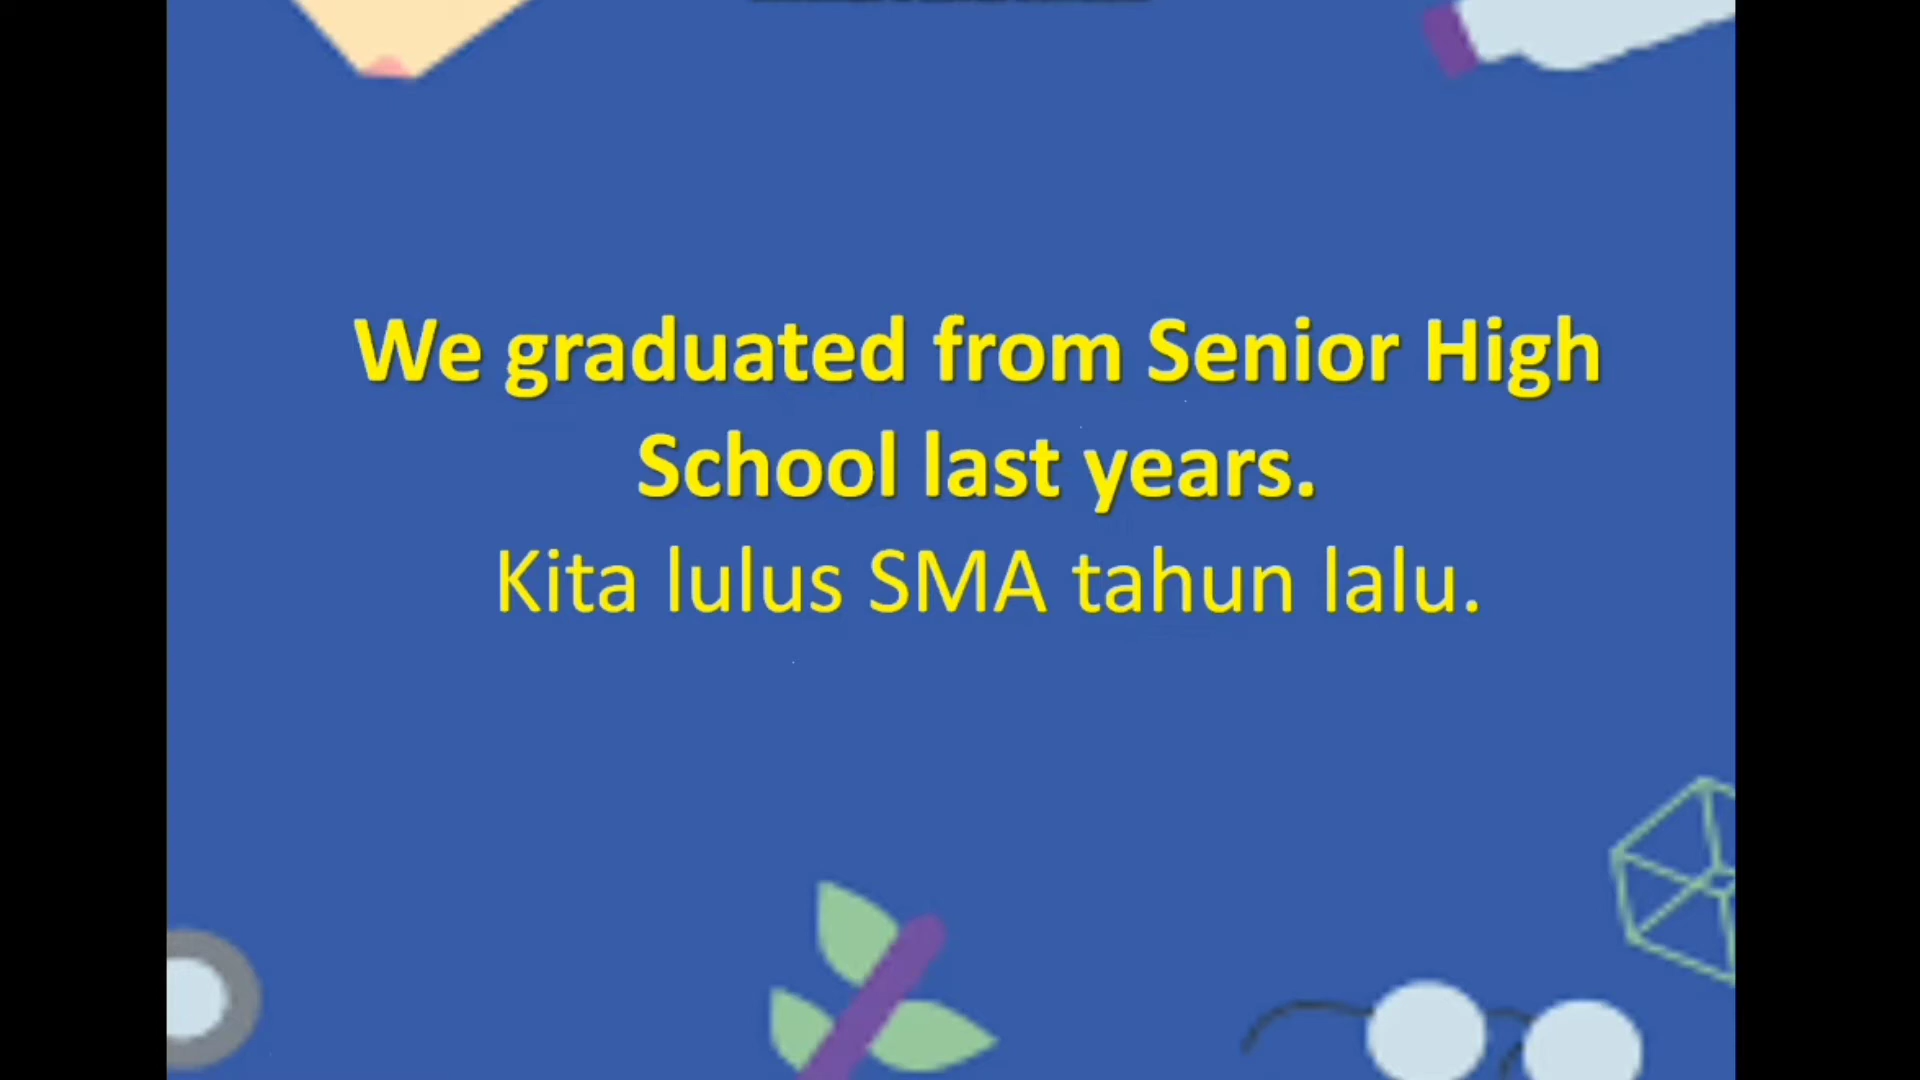 We graduated from Senior High
School last years.
Kita lulus SMA tahun lalu.